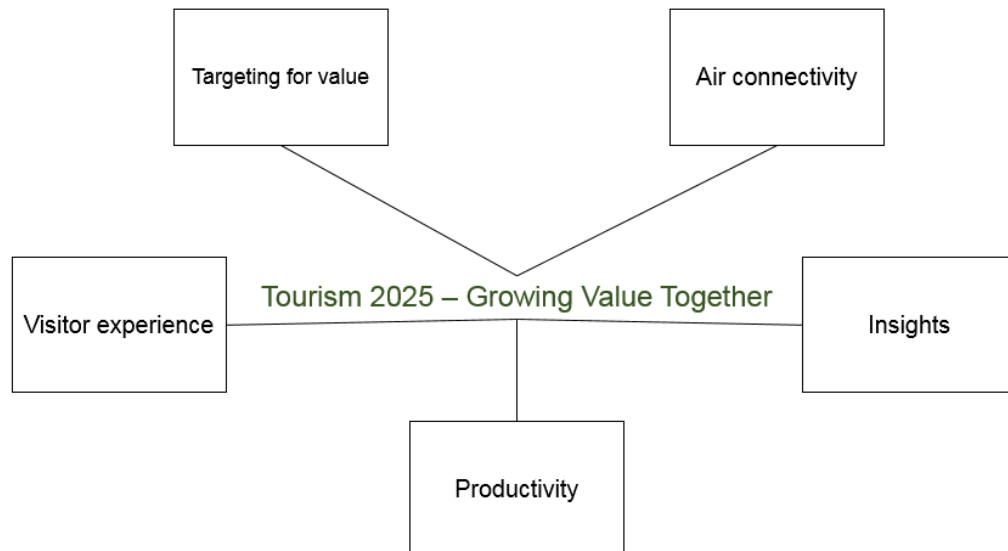 Targeting for value
Air connectivity
Tourism 2025 – Growing Value Together
Visitor experience
Insights
Productivity